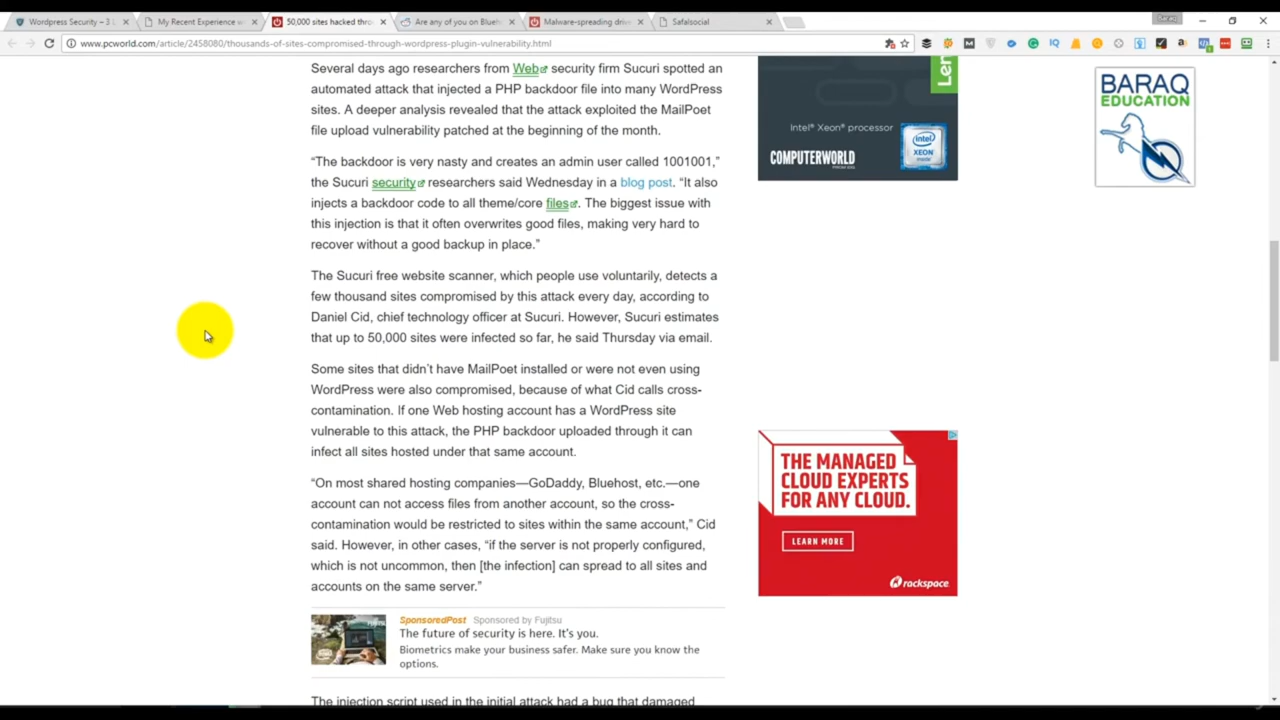 Wordpress Security – 3 L
My Recent Experience w
50,000 sites hacked thro
Are any of you on Blueh
Malware-spreading drive
Safalsocial
Baraq
www.pcworld.com/article/2458080/thousands-of-sites-compromised-through-wordpress-plugin-vulnerability.html
Several days ago researchers from Web security firm Sucuri spotted an
automated attack that injected a PHP backdoor file into many WordPress
sites. A deeper analysis revealed that the attack exploited the MailPoet
file upload vulnerability patched at the beginning of the month.
“The backdoor is very nasty and creates an admin user called 1001001,”
the Sucuri security researchers said Wednesday in a blog post. “It also
injects a backdoor code to all theme/core files. The biggest issue with
this injection is that it often overwrites good files, making very hard to
recover without a good backup in place.”
The Sucuri free website scanner, which people use voluntarily, detects a
few thousand sites compromised by this attack every day, according to
Daniel Cid, chief technology officer at Sucuri. However, Sucuri estimates
that up to 50,000 sites were infected so far, he said Thursday via email.
Some sites that didn’t have MailPoet installed or were not even using
WordPress were also compromised, because of what Cid calls cross-
contamination. If one Web hosting account has a WordPress site
vulnerable to this attack, the PHP backdoor uploaded through it can
infect all sites hosted under that same account.
“On most shared hosting companies—GoDaddy, Bluehost, etc.—one
account can not access files from another account, so the cross-
contamination would be restricted to sites within the same account,” Cid
said. However, in other cases, “if the server is not properly configured,
which is not uncommon, then [the infection] can spread to all sites and
accounts on the same server.”
SponsoredPost Sponsored by Fujitsu
The future of security is here. It's you.
Biometrics make your business safer. Make sure you know the
options.
The injection script used in the initial attack had a bug that damaged
Len
Intel® Xeon® processor
COMPUTERWORLD
intel
XEON
THE MANAGED
CLOUD EXPERTS
FOR ANY CLOUD.
LEARN MORE
rackspace
BARAQ
EDUCATION